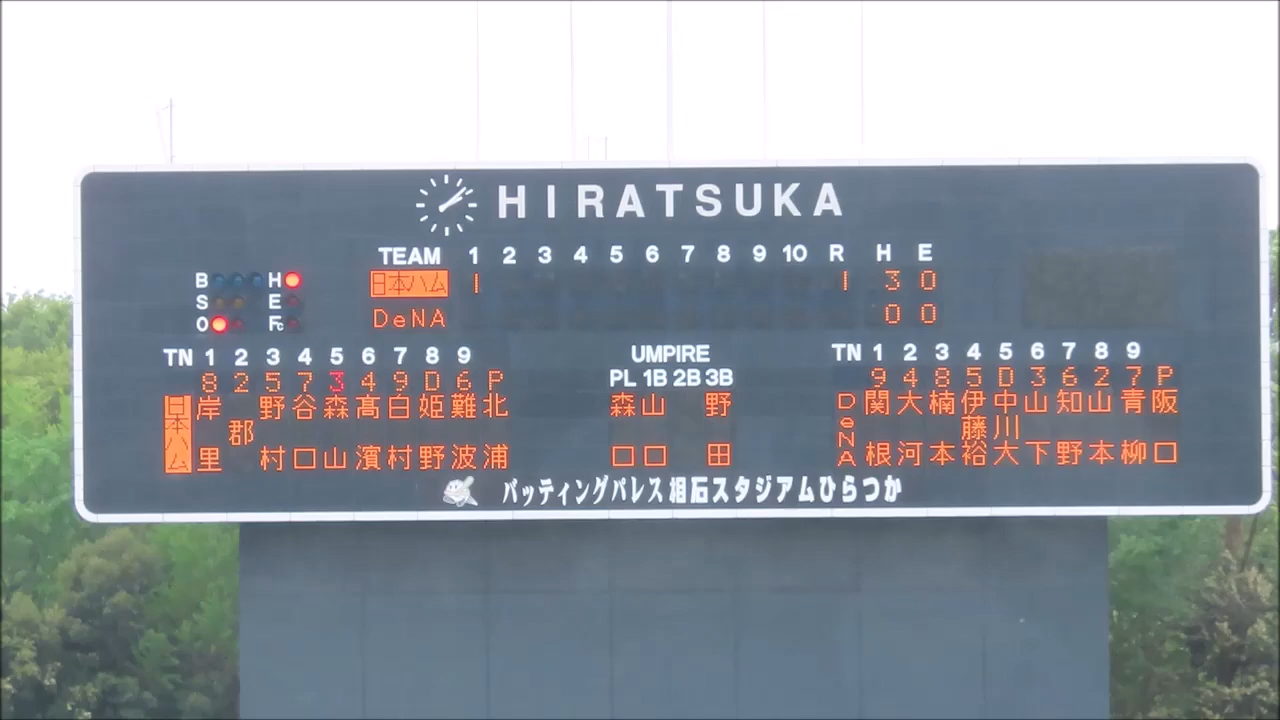 HIRATSUKA
TEAM 1 2 3 4 5 6 7 8 9 10 R H E
B H 日本ハム 1 1 3 0
S E
O Fc DeNA 0 0
TN 1 2 3 4 5 6 7 8 9
8 2 5 7 3 4 9 D 6 P
日本ハム 岸里 郡 野村 谷口 森山 髙濱 白村 姫野 難波 北浦
UMPIRE
PL 1B 2B 3B
森口 山口 野田
TN 1 2 3 4 5 6 7 8 9
9 4 8 5 D 3 6 2 7 P
DeNA 関根 大河 楠本 伊藤裕 中川大 山下 知野 山本 青柳 阪口
バッティングパレス相石スタジアムひらつか